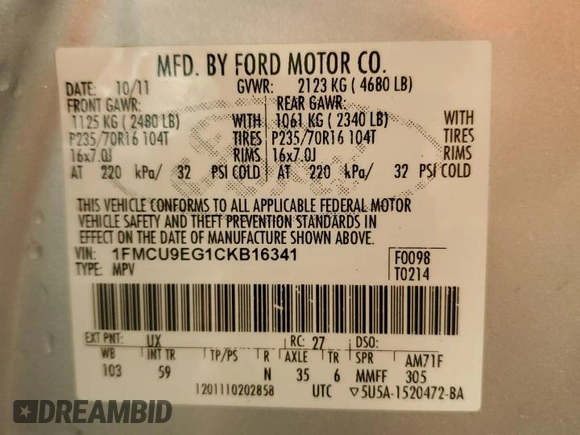 MFD. BY FORD MOTOR CO.
DATE: 10/11 GVWR: 2123 KG ( 4680 LB)
FRONT GAWR: REAR GAWR:
1125 KG ( 2480 LB) WITH 1061 KG ( 2340 LB) WITH
P235/70R16 104T TIRES P235/70R16 104T TIRES
16x7.0J RIMS 16x7.0J RIMS
AT 220 kPa/ 32 PSI COLD AT 220 kPa/ 32 PSI COLD
THIS VEHICLE CONFORMS TO ALL APPLICABLE FEDERAL MOTOR
VEHICLE SAFETY AND THEFT PREVENTION STANDARDS IN
EFFECT ON THE DATE OF MANUFACTURE SHOWN ABOVE.
VIN: 1FMCU9EG1CKB16341 F0098
TYPE: MPV T0214
EXT PNT: UX RC: 27 DSO:
WB INT TR TP/PS R AXLE TR SPR AM71F
103 59 N 35 6 MMFF 305
1201110202858 UTC ▽5U5A-1520472-BA
DREAMBID